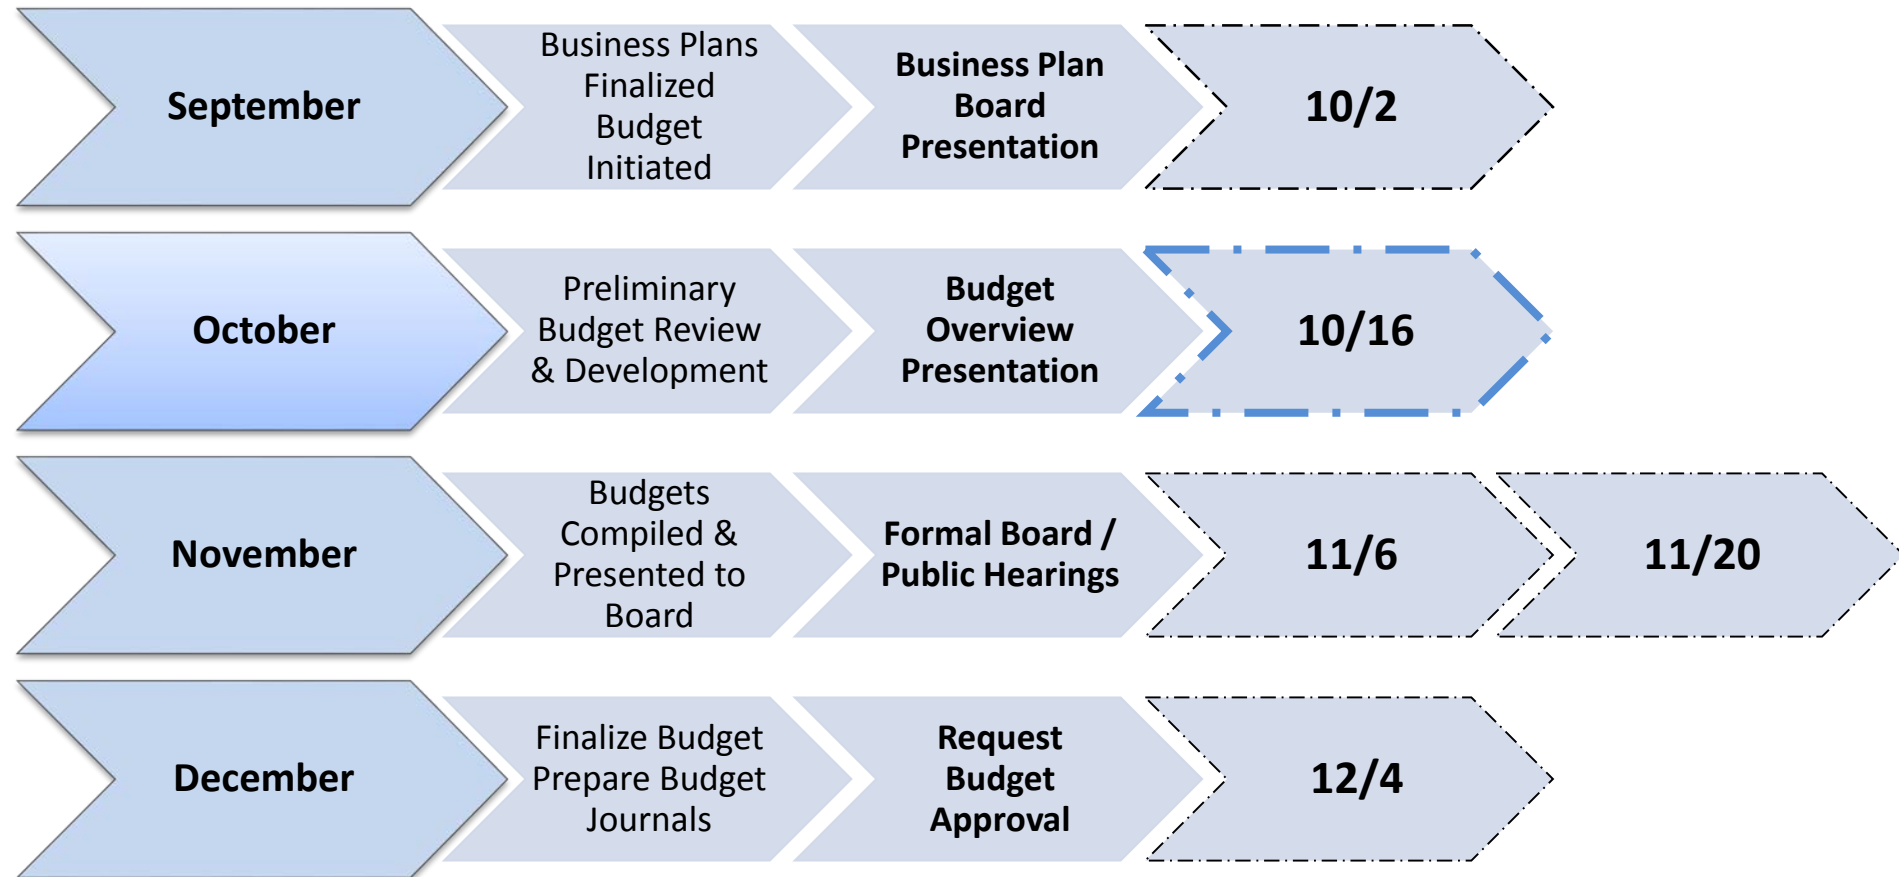 September
Business Plans
Finalized
Budget
Initiated
Business Plan
Board
Presentation
10/2
October
Preliminary
Budget Review
& Development
Budget
Overview
Presentation
10/16
November
Budgets
Compiled &
Presented to
Board
Formal Board /
Public Hearings
11/6
11/20
December
Finalize Budget
Prepare Budget
Journals
Request
Budget
Approval
12/4